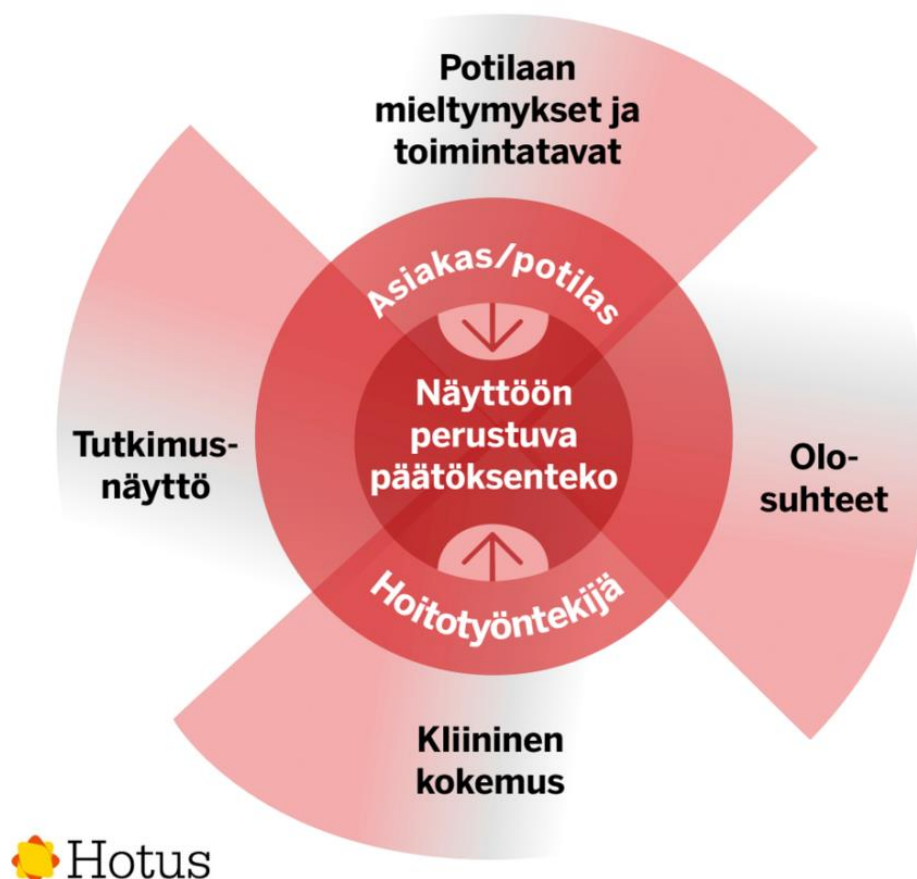 Potilaan
mieltymykset ja
toimintatavat
Asiakas/potilas
Näyttöön
perustuva
päätöksenteko
Tutkimus-
näyttö
Olo-
suhteet
Hoitotyöntekijä
Kliininen
kokemus
Hotus